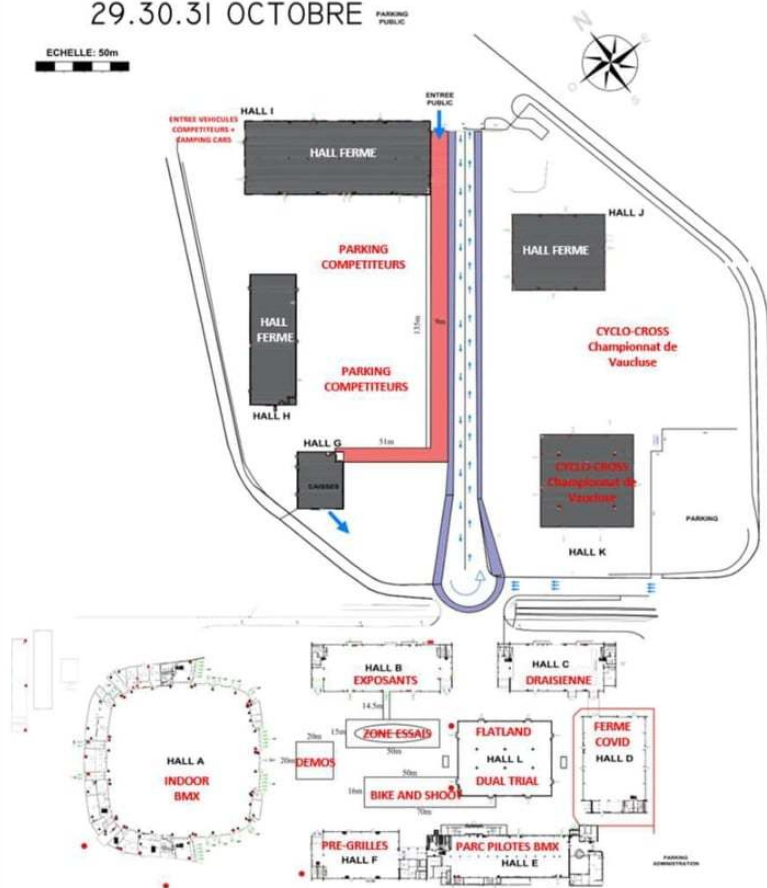 29.30.31 OCTOBRE
PARKING
PUBLIC
ECHELLE: 50m
N
E
O
ENTREE
PUBLIC
ENTREE VEHICULES
COMPETITEURS +
CAMPING CARS
HALL I
HALL FERME
HALL J
HALL FERME
PARKING
COMPETITEURS
HALL
FERME
135m
9m
CYCLO-CROSS
Championnat de
Vaucluse
PARKING
COMPETITEURS
HALL H
HALL G
51m
CAISSES
CYCLO-CROSS
Championnat de
Vaucluse
PARKING
HALL K
HALL B
EXPOSANTS
HALL C
DRAISIENNE
14.5m
15m
ZONE ESSAIS
50m
FLATLAND
HALL L
DUAL TRIAL
FERME
COVID
HALL D
20m
20m
DEMOS
HALL A
INDOOR
BMX
50m
16m
BIKE AND SHOOT
70m
PRE-GRILLES
HALL F
PARC PILOTES BMX
HALL E
PARKING
ADMINISTRATION